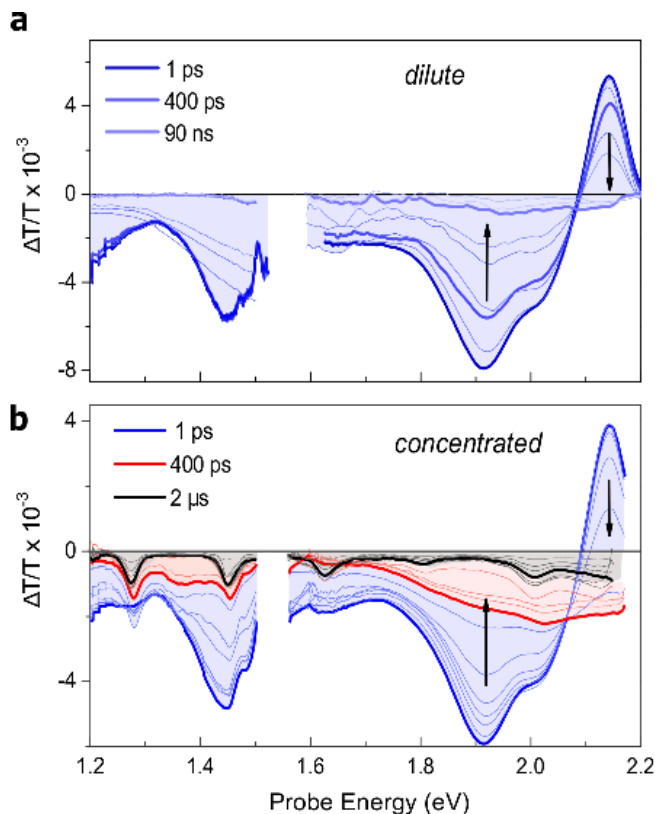 a
dilute
1 ps
400 ps
90 ns
ΔT/T x 10⁻³
4
0
-4
-8
b
concentrated
1 ps
400 ps
2 µs
ΔT/T x 10⁻³
4
0
-4
1.2 1.4 1.6 1.8 2.0 2.2
Probe Energy (eV)